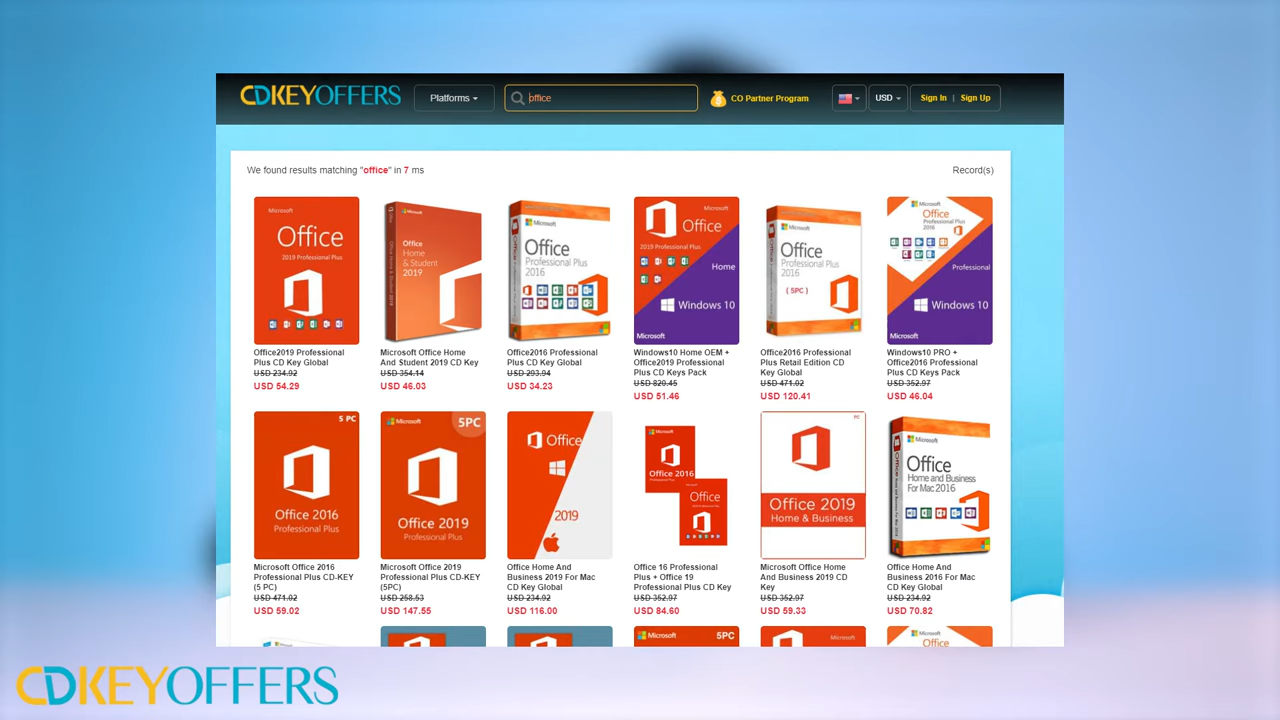 CDKEYOFFERS
Platforms
office
CO Partner Program
USD
Sign In | Sign Up
We found results matching "office" in 7 ms
Record(s)
Microsoft
Office
2019 Professional Plus
Office
Home
& Student
2019
Microsoft
Office
Professional Plus
2016
Office
2019 Professional Plus
Home
Windows 10
Microsoft
Microsoft
Office
Professional Plus
2016
( 5PC )
Microsoft
Office
Professional Plus
2016
Professional
Windows 10
Microsoft
Office2019 Professional
Plus CD Key Global
USD 234.92
USD 54.29
Microsoft Office Home
And Student 2019 CD Key
USD 354.14
USD 46.03
Office2016 Professional
Plus CD Key Global
USD 293.94
USD 34.23
Windows10 Home OEM +
Office2019 Professional
Plus CD Keys Pack
USD 820.45
USD 51.46
Office2016 Professional
Plus Retail Edition CD
Key Global
USD 471.02
USD 120.41
Windows10 PRO +
Office2016 Professional
Plus CD Keys Pack
USD 352.97
USD 46.04
5 PC
Office 2016
Professional Plus
Microsoft
5PC
Office 2019
Professional Plus
Office
2019
Microsoft
Office 2016
Office
PC
Office 2019
Home & Business
Microsoft
Office
Home and Business
For Mac 2016
Microsoft Office 2016
Professional Plus CD-KEY
(5 PC)
USD 471.02
USD 59.02
Microsoft Office 2019
Professional Plus CD-KEY
(5PC)
USD 258.53
USD 147.55
Office Home And
Business 2019 For Mac
CD Key Global
USD 234.92
USD 116.00
Office 16 Professional
Plus + Office 19
Professional Plus CD Key
USD 352.97
USD 84.60
Microsoft Office Home
And Business 2019 CD
Key
USD 352.97
USD 59.33
Office Home And
Business 2016 For Mac
CD Key Global
USD 234.92
USD 70.82
Microsoft
5PC
Microsoft
Microsoft
Office
CDKEYOFFERS